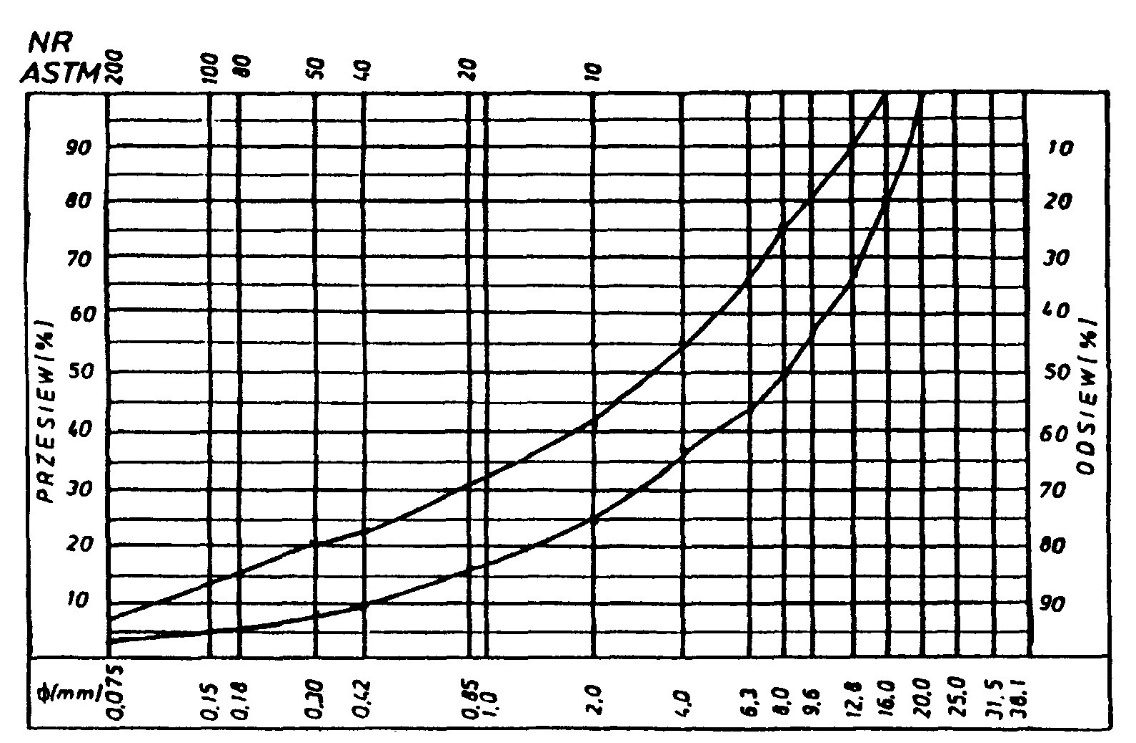 NR
ASTM 200 100 80 50 40 20 10
90 10
80 20
70 30
60 40
50 50
40 60
30 70
20 80
10 90
PRZESIEW (%)
ODSIEW (%)
ϕ(mm) 0,075 0,15 0,18 0,30 0,42 0,85 1,0 2,0 4,0 6,3 8,0 9,6 12,8 16,0 20,0 25,0 31,5 38,1